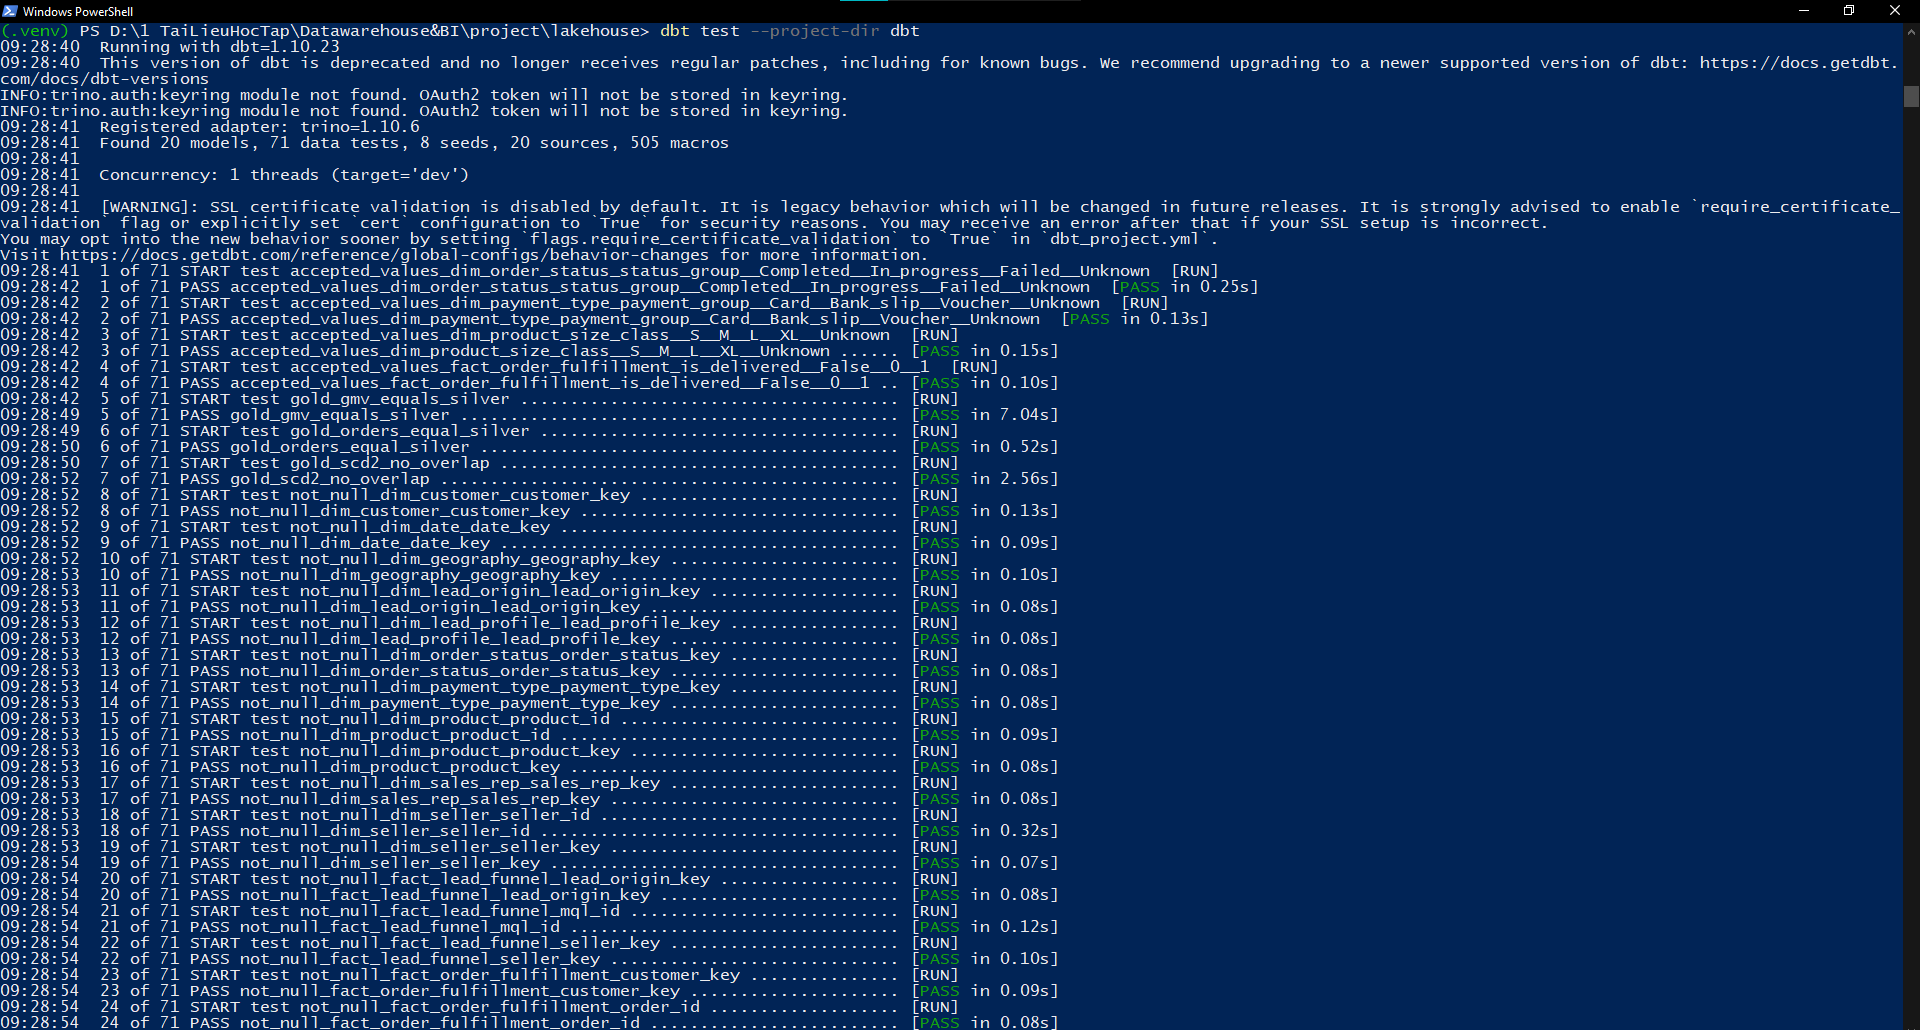 Windows PowerShell
(.venv) PS D:\1 TaiLieuHocTap\Datawarehouse&BI\project\lakehouse> dbt test --project-dir dbt
09:28:40  Running with dbt=1.10.23
09:28:40  This version of dbt is deprecated and no longer receives regular patches, including for known bugs. We recommend upgrading to a newer supported version of dbt: https://docs.getdbt.
com/docs/dbt-versions
INFO:trino.auth:keyring module not found. OAuth2 token will not be stored in keyring.
INFO:trino.auth:keyring module not found. OAuth2 token will not be stored in keyring.
09:28:41  Registered adapter: trino=1.10.6
09:28:41  Found 20 models, 71 data tests, 8 seeds, 20 sources, 505 macros
09:28:41
09:28:41  Concurrency: 1 threads (target='dev')
09:28:41
09:28:41  [WARNING]: SSL certificate validation is disabled by default. It is legacy behavior which will be changed in future releases. It is strongly advised to enable `require_certificate_
validation` flag or explicitly set `cert` configuration to `True` for security reasons. You may receive an error after that if your SSL setup is incorrect.
You may opt into the new behavior sooner by setting `flags.require_certificate_validation` to `True` in `dbt_project.yml`.
Visit https://docs.getdbt.com/reference/global-configs/behavior-changes for more information.
09:28:41  1 of 71 START test accepted_values_dim_order_status_status_group__Completed__In_progress__Failed__Unknown  [RUN]
09:28:42  1 of 71 PASS accepted_values_dim_order_status_status_group__Completed__In_progress__Failed__Unknown  [PASS in 0.25s]
09:28:42  2 of 71 START test accepted_values_dim_payment_type_payment_group__Card__Bank_slip__Voucher__Unknown  [RUN]
09:28:42  2 of 71 PASS accepted_values_dim_payment_type_payment_group__Card__Bank_slip__Voucher__Unknown  [PASS in 0.13s]
09:28:42  3 of 71 START test accepted_values_dim_product_size_class__S__M__L__XL__Unknown  [RUN]
09:28:42  3 of 71 PASS accepted_values_dim_product_size_class__S__M__L__XL__Unknown ...... [PASS in 0.15s]
09:28:42  4 of 71 START test accepted_values_fact_order_fulfillment_is_delivered__False__0__1  [RUN]
09:28:42  4 of 71 PASS accepted_values_fact_order_fulfillment_is_delivered__False__0__1 .. [PASS in 0.10s]
09:28:42  5 of 71 START test gold_gmv_equals_silver ...................................... [RUN]
09:28:49  5 of 71 PASS gold_gmv_equals_silver ............................................ [PASS in 7.04s]
09:28:49  6 of 71 START test gold_orders_equal_silver .................................... [RUN]
09:28:50  6 of 71 PASS gold_orders_equal_silver .......................................... [PASS in 0.52s]
09:28:50  7 of 71 START test gold_scd2_no_overlap ........................................ [RUN]
09:28:52  7 of 71 PASS gold_scd2_no_overlap .............................................. [PASS in 2.56s]
09:28:52  8 of 71 START test not_null_dim_customer_customer_key .......................... [RUN]
09:28:52  8 of 71 PASS not_null_dim_customer_customer_key ................................ [PASS in 0.13s]
09:28:52  9 of 71 START test not_null_dim_date_date_key .................................. [RUN]
09:28:52  9 of 71 PASS not_null_dim_date_date_key ........................................ [PASS in 0.09s]
09:28:52  10 of 71 START test not_null_dim_geography_geography_key ....................... [RUN]
09:28:53  10 of 71 PASS not_null_dim_geography_geography_key ............................. [PASS in 0.10s]
09:28:53  11 of 71 START test not_null_dim_lead_origin_lead_origin_key ................... [RUN]
09:28:53  11 of 71 PASS not_null_dim_lead_origin_lead_origin_key ......................... [PASS in 0.08s]
09:28:53  12 of 71 START test not_null_dim_lead_profile_lead_profile_key ................. [RUN]
09:28:53  12 of 71 PASS not_null_dim_lead_profile_lead_profile_key ....................... [PASS in 0.08s]
09:28:53  13 of 71 START test not_null_dim_order_status_order_status_key ................. [RUN]
09:28:53  13 of 71 PASS not_null_dim_order_status_order_status_key ....................... [PASS in 0.08s]
09:28:53  14 of 71 START test not_null_dim_payment_type_payment_type_key ................. [RUN]
09:28:53  14 of 71 PASS not_null_dim_payment_type_payment_type_key ....................... [PASS in 0.08s]
09:28:53  15 of 71 START test not_null_dim_product_product_id ............................ [RUN]
09:28:53  15 of 71 PASS not_null_dim_product_product_id .................................. [PASS in 0.09s]
09:28:53  16 of 71 START test not_null_dim_product_product_key ........................... [RUN]
09:28:53  16 of 71 PASS not_null_dim_product_product_key ................................. [PASS in 0.08s]
09:28:53  17 of 71 START test not_null_dim_sales_rep_sales_rep_key ....................... [RUN]
09:28:53  17 of 71 PASS not_null_dim_sales_rep_sales_rep_key ............................. [PASS in 0.08s]
09:28:53  18 of 71 START test not_null_dim_seller_seller_id .............................. [RUN]
09:28:53  18 of 71 PASS not_null_dim_seller_seller_id .................................... [PASS in 0.32s]
09:28:53  19 of 71 START test not_null_dim_seller_seller_key ............................. [RUN]
09:28:54  19 of 71 PASS not_null_dim_seller_seller_key ................................... [PASS in 0.07s]
09:28:54  20 of 71 START test not_null_fact_lead_funnel_lead_origin_key .................. [RUN]
09:28:54  20 of 71 PASS not_null_fact_lead_funnel_lead_origin_key ........................ [PASS in 0.08s]
09:28:54  21 of 71 START test not_null_fact_lead_funnel_mql_id ........................... [RUN]
09:28:54  21 of 71 PASS not_null_fact_lead_funnel_mql_id ................................. [PASS in 0.12s]
09:28:54  22 of 71 START test not_null_fact_lead_funnel_seller_key ....................... [RUN]
09:28:54  22 of 71 PASS not_null_fact_lead_funnel_seller_key ............................. [PASS in 0.10s]
09:28:54  23 of 71 START test not_null_fact_order_fulfillment_customer_key ............... [RUN]
09:28:54  23 of 71 PASS not_null_fact_order_fulfillment_customer_key ..................... [PASS in 0.09s]
09:28:54  24 of 71 START test not_null_fact_order_fulfillment_order_id ................... [RUN]
09:28:54  24 of 71 PASS not_null_fact_order_fulfillment_order_id ......................... [PASS in 0.08s]